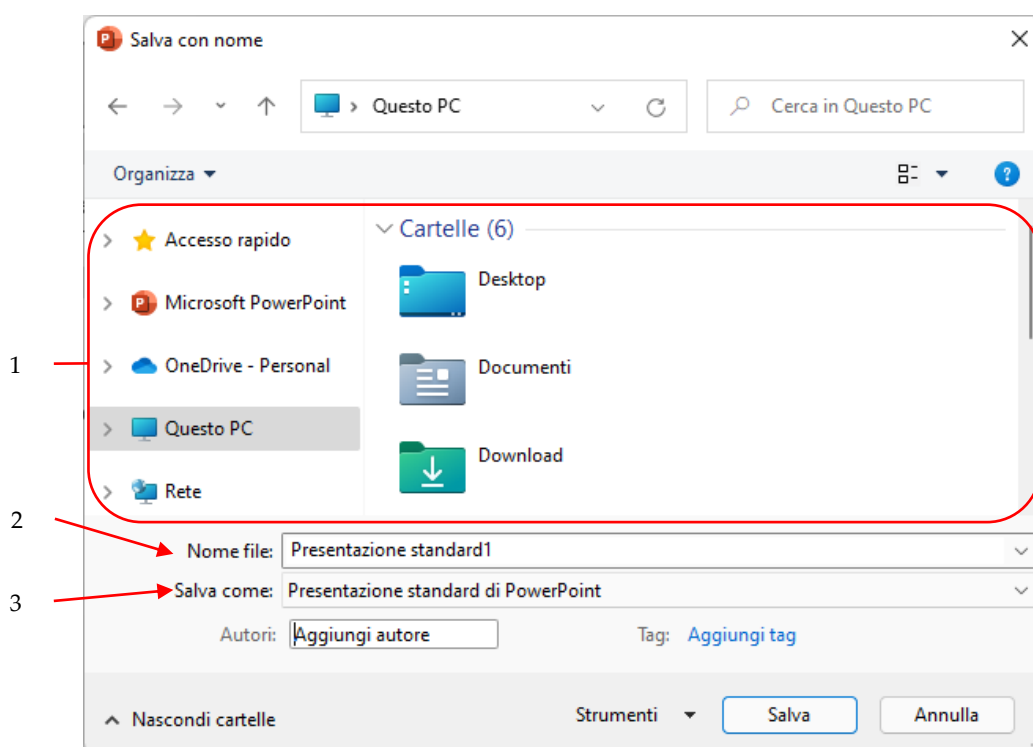 Salva con nome
Questo PC
Cerca in Questo PC
Organizza
Accesso rapido
Microsoft PowerPoint
OneDrive - Personal
Questo PC
Rete
Cartelle (6)
Desktop
Documenti
Download
1
2
3
Nome file: Presentazione standard1
Salva come: Presentazione standard di PowerPoint
Autori: Aggiungi autore Tag: Aggiungi tag
Nascondi cartelle Strumenti Salva Annulla